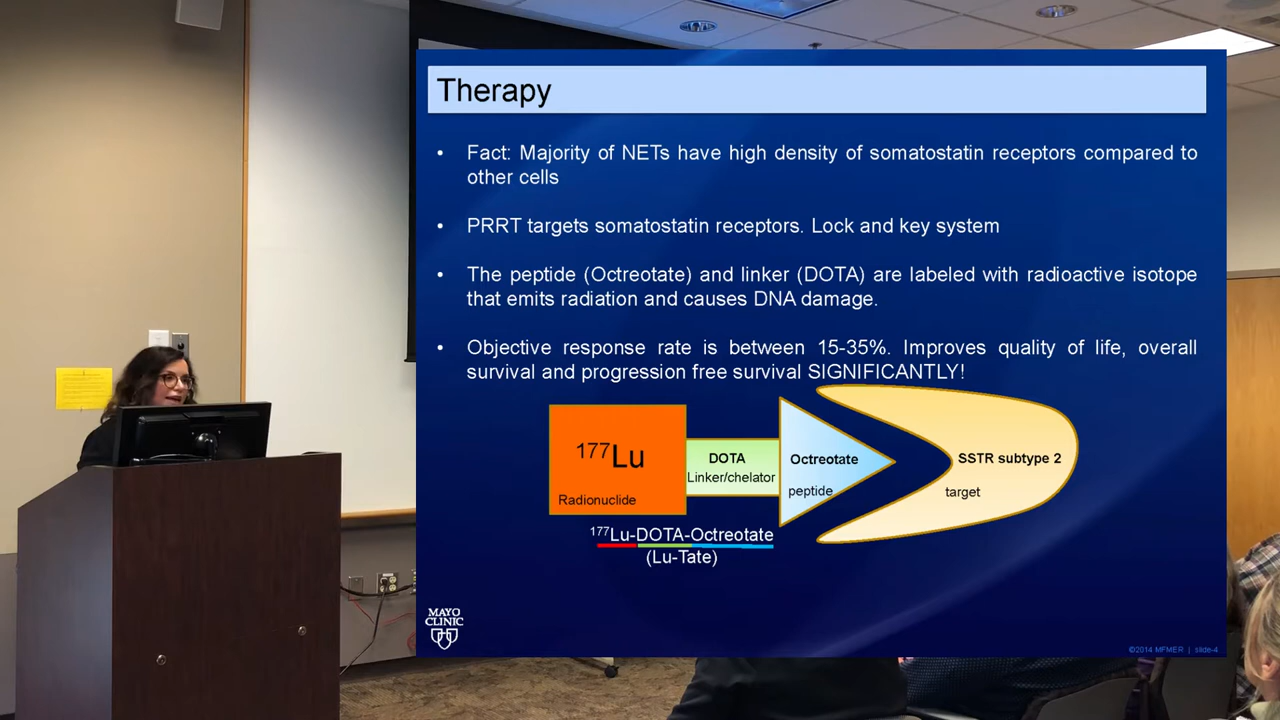 Therapy
• Fact: Majority of NETs have high density of somatostatin receptors compared to
other cells
• PRRT targets somatostatin receptors. Lock and key system
• The peptide (Octreotate) and linker (DOTA) are labeled with radioactive isotope
that emits radiation and causes DNA damage.
• Objective response rate is between 15-35%. Improves quality of life, overall
survival and progression free survival SIGNIFICANTLY!
177Lu
Radionuclide
DOTA
Linker/chelator
Octreotate
peptide
SSTR subtype 2
target
177Lu-DOTA-Octreotate
(Lu-Tate)
MAYO
CLINIC
©2014 MFMER | slide-4